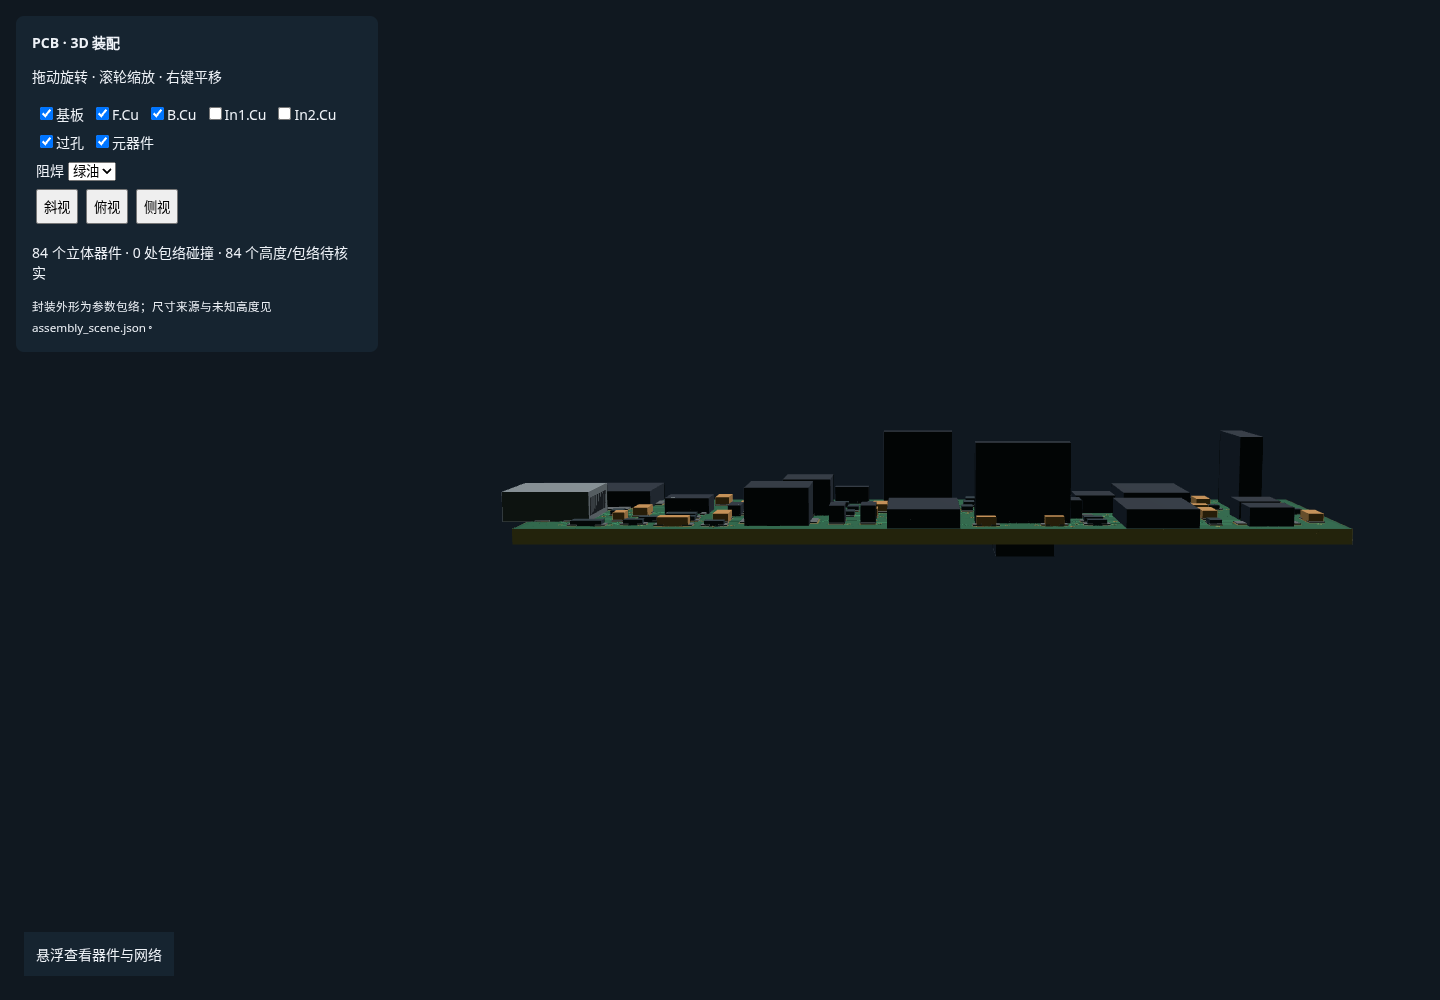 PCB · 3D 装配
拖动旋转 · 滚轮缩放 · 右键平移
基板 F.Cu B.Cu In1.Cu In2.Cu
过孔 元器件
阻焊 绿油
斜视 俯视 侧视
84 个立体器件 · 0 处包络碰撞 · 84 个高度/包络待核
实
封装外形为参数包络；尺寸来源与未知高度见
assembly_scene.json。
悬浮查看器件与网络